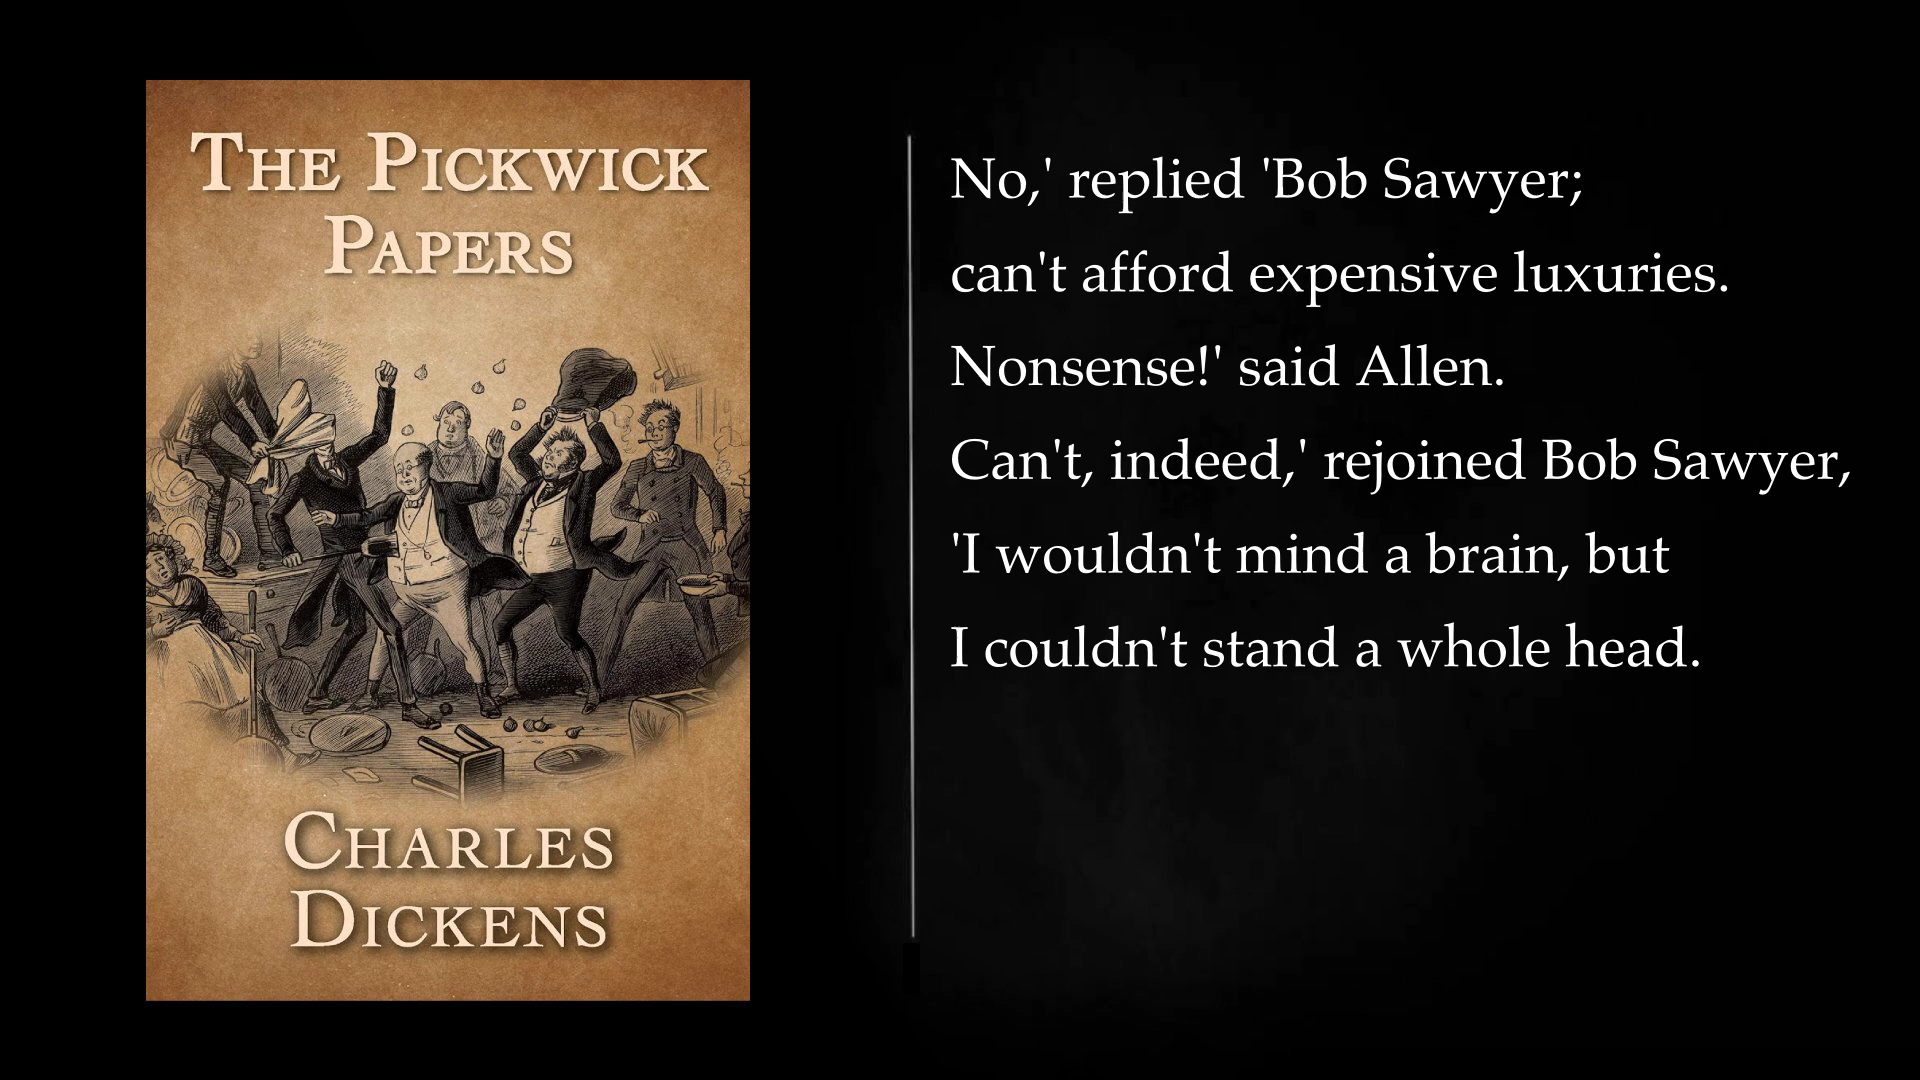 The Pickwick
Papers
Charles
Dickens
No,' replied 'Bob Sawyer;
can't afford expensive luxuries.
Nonsense!' said Allen.
Can't, indeed,' rejoined Bob Sawyer,
'I wouldn't mind a brain, but
I couldn't stand a whole head.